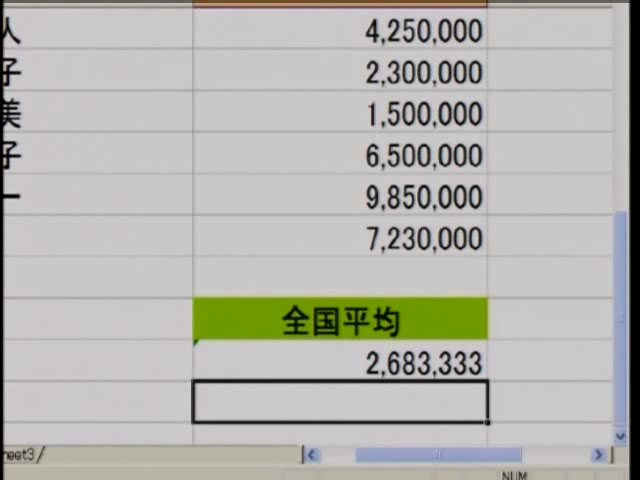 人 4,250,000
子 2,300,000
美 1,500,000
子 6,500,000
一 9,850,000
7,230,000
全国平均
2,683,333
heet3/
NUM